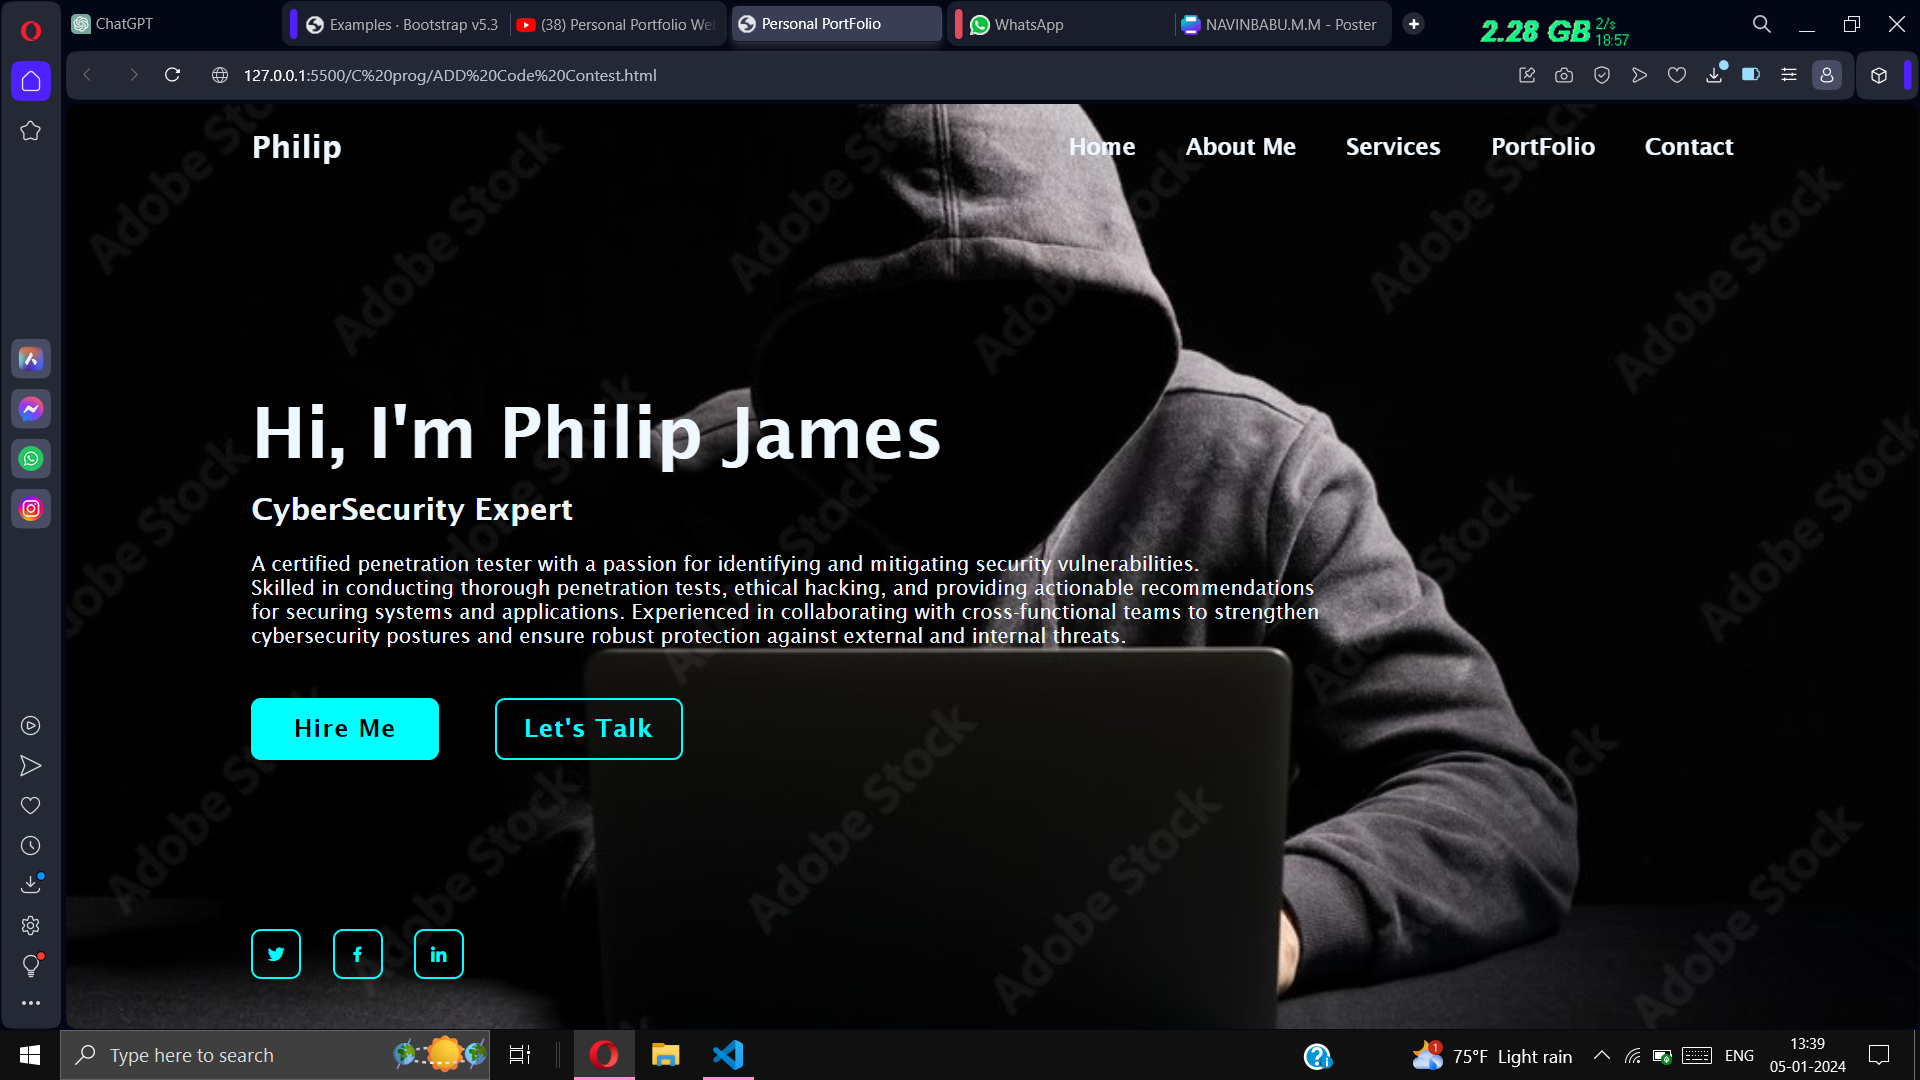 ChatGPT
Examples · Bootstrap v5.3
(38) Personal Portfolio We
Personal PortFolio
WhatsApp
NAVINBABU.M.M - Poster
2.28 GB 2/s
18:57
127.0.0.1:5500/C%20prog/ADD%20Code%20Contest.html
Philip
Home
About Me
Services
PortFolio
Contact
Hi, I'm Philip James
CyberSecurity Expert
A certified penetration tester with a passion for identifying and mitigating security vulnerabilities.
Skilled in conducting thorough penetration tests, ethical hacking, and providing actionable recommendations
for securing systems and applications. Experienced in collaborating with cross-functional teams to strengthen
cybersecurity postures and ensure robust protection against external and internal threats.
Hire Me
Let's Talk
Adobe Stock
Type here to search
1
75°F Light rain
ENG
13:39
05-01-2024